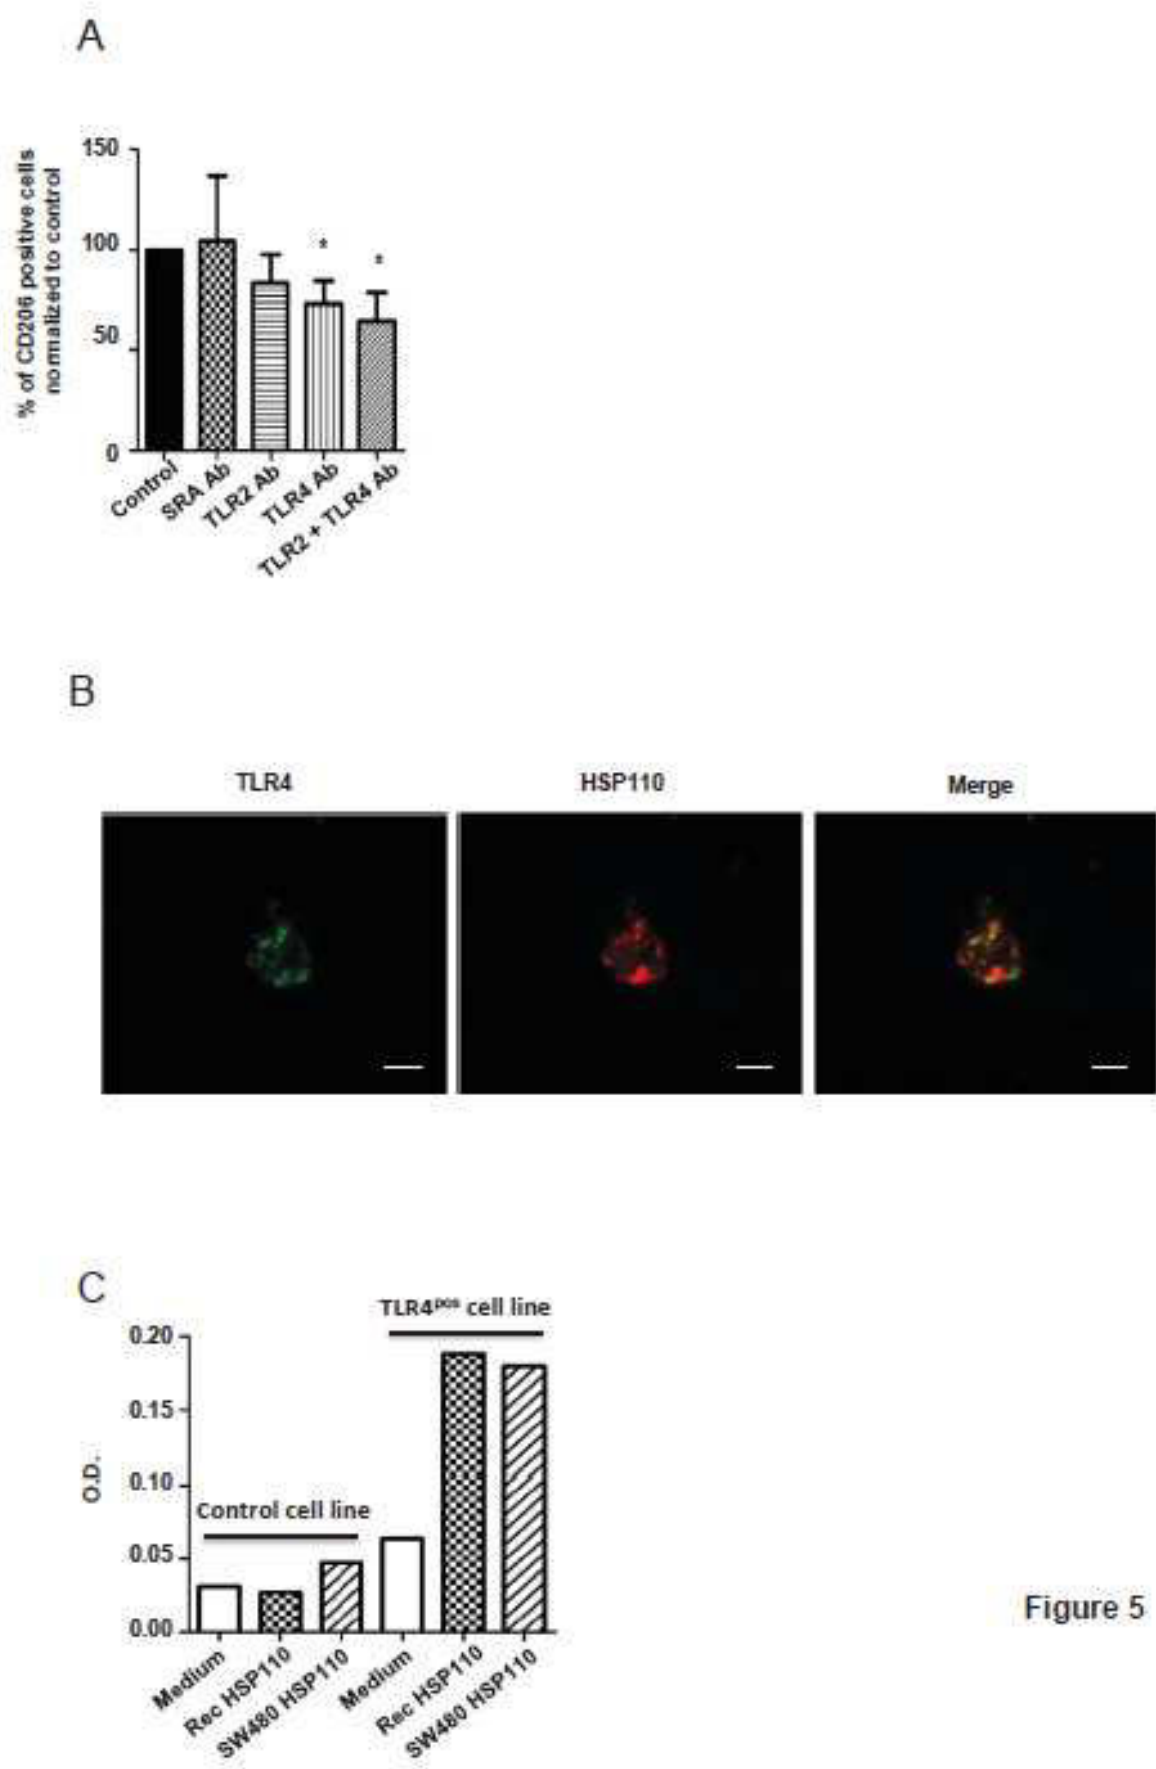 A
% of CD206 positive cells
normalized to control
150
100
50
0
*
*
Control
SRA Ab
TLR2 Ab
TLR4 Ab
TLR2 + TLR4 Ab
B
TLR4
HSP110
Merge
C
TLR4ᵖᵒˢ cell line
O.D.
0.20
0.15
0.10
0.05
0.00
Control cell line
Medium
Rec HSP110
SW480 HSP110
Medium
Rec HSP110
SW480 HSP110
Figure 5